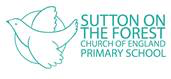 SUTTON ON
THE FOREST
CHURCH OF ENGLAND
PRIMARY SCHOOL